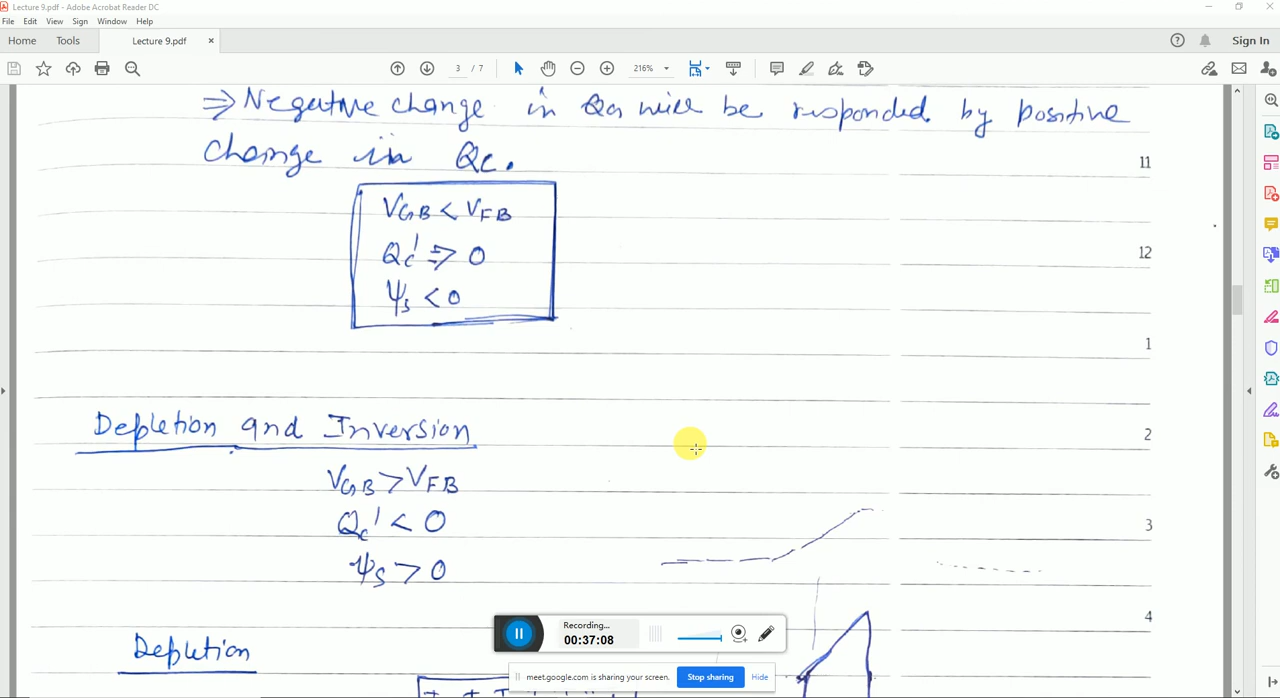 Lecture 9.pdf - Adobe Acrobat Reader DC
File Edit View Sign Window Help
Home Tools Lecture 9.pdf × Sign In
3 / 7 216%
⇒ Negative change in QG will be responded by positive
change in Qc.
11
VGB < VFB
Qc' => 0
12
ψs < 0
1
Depletion and Inversion
2
VGB > VFB
Qc' < 0
3
ψs > 0
4
Depletion
Recording...
00:37:08
meet.google.com is sharing your screen. Stop sharing Hide